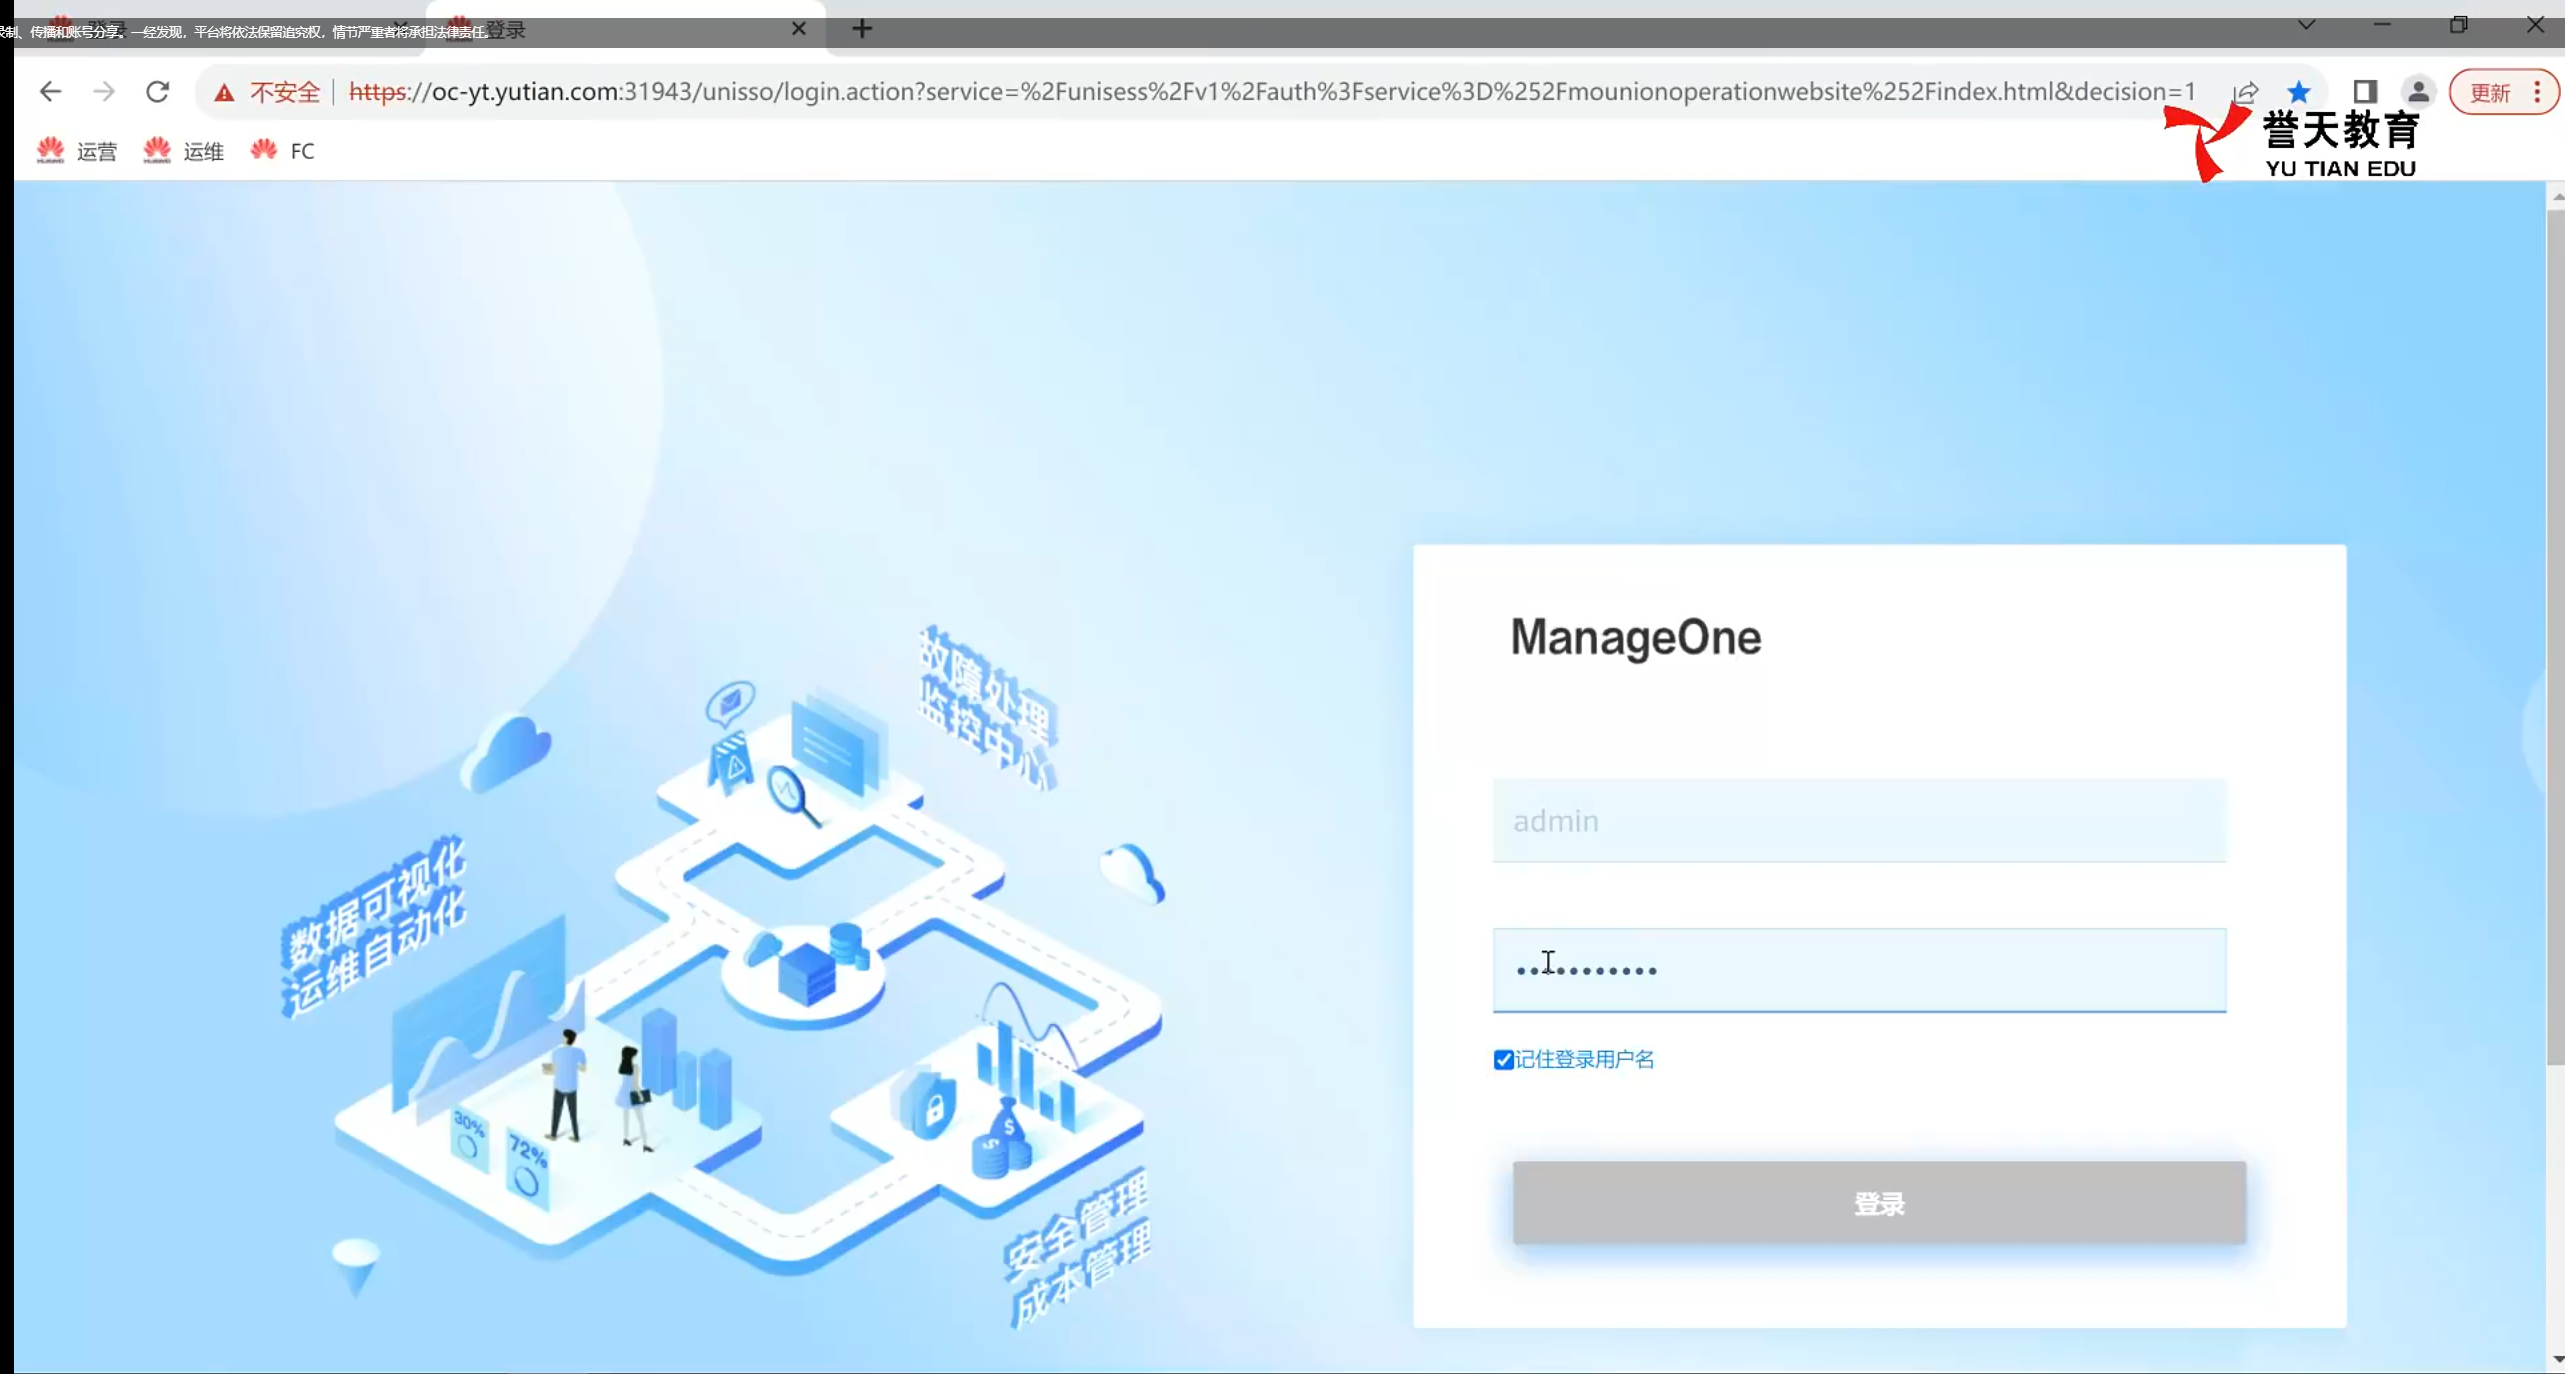 录制、传播和账号分享。一经发现，平台将依法保留追究权，情节严重者将承担法律责任。
登录
登录
不安全
https://oc-yt.yutian.com:31943/unisso/login.action?service=%2Funisess%2Fv1%2Fauth%3Fservice%3D%252Fmounionoperationwebsite%252Findex.html&decision=1
更新
运营
运维
FC
誉天教育
YU TIAN EDU
ManageOne
admin
记住登录用户名
登录
故障处理
监控中心
数据可视化
运维自动化
30%
72%
安全管理
成本管理